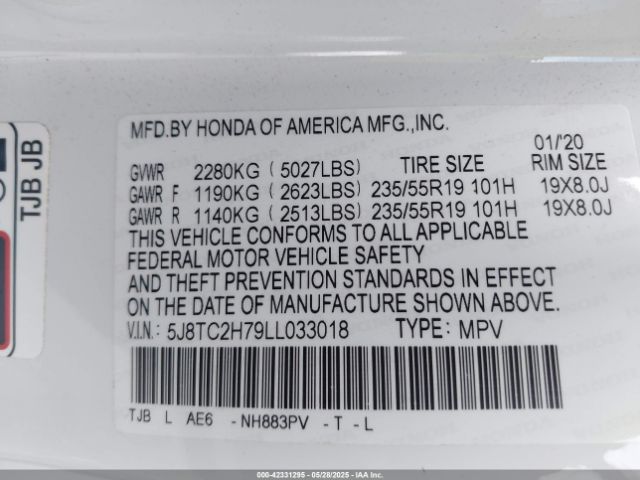 MFD.BY HONDA OF AMERICA MFG.,INC.
01/'20
GVWR 2280KG (5027LBS) TIRE SIZE RIM SIZE
GAWR F 1190KG (2623LBS) 235/55R19 101H 19X8.0J
GAWR R 1140KG (2513LBS) 235/55R19 101H 19X8.0J
THIS VEHICLE CONFORMS TO ALL APPLICABLE
FEDERAL MOTOR VEHICLE SAFETY
AND THEFT PREVENTION STANDARDS IN EFFECT
ON THE DATE OF MANUFACTURE SHOWN ABOVE.
V.I.N.: 5J8TC2H79LL033018 TYPE: MPV
TJB L AE6 -NH883PV - T - L
TJB JB
000-42331295 - 05/28/2025 - IAAI.COM